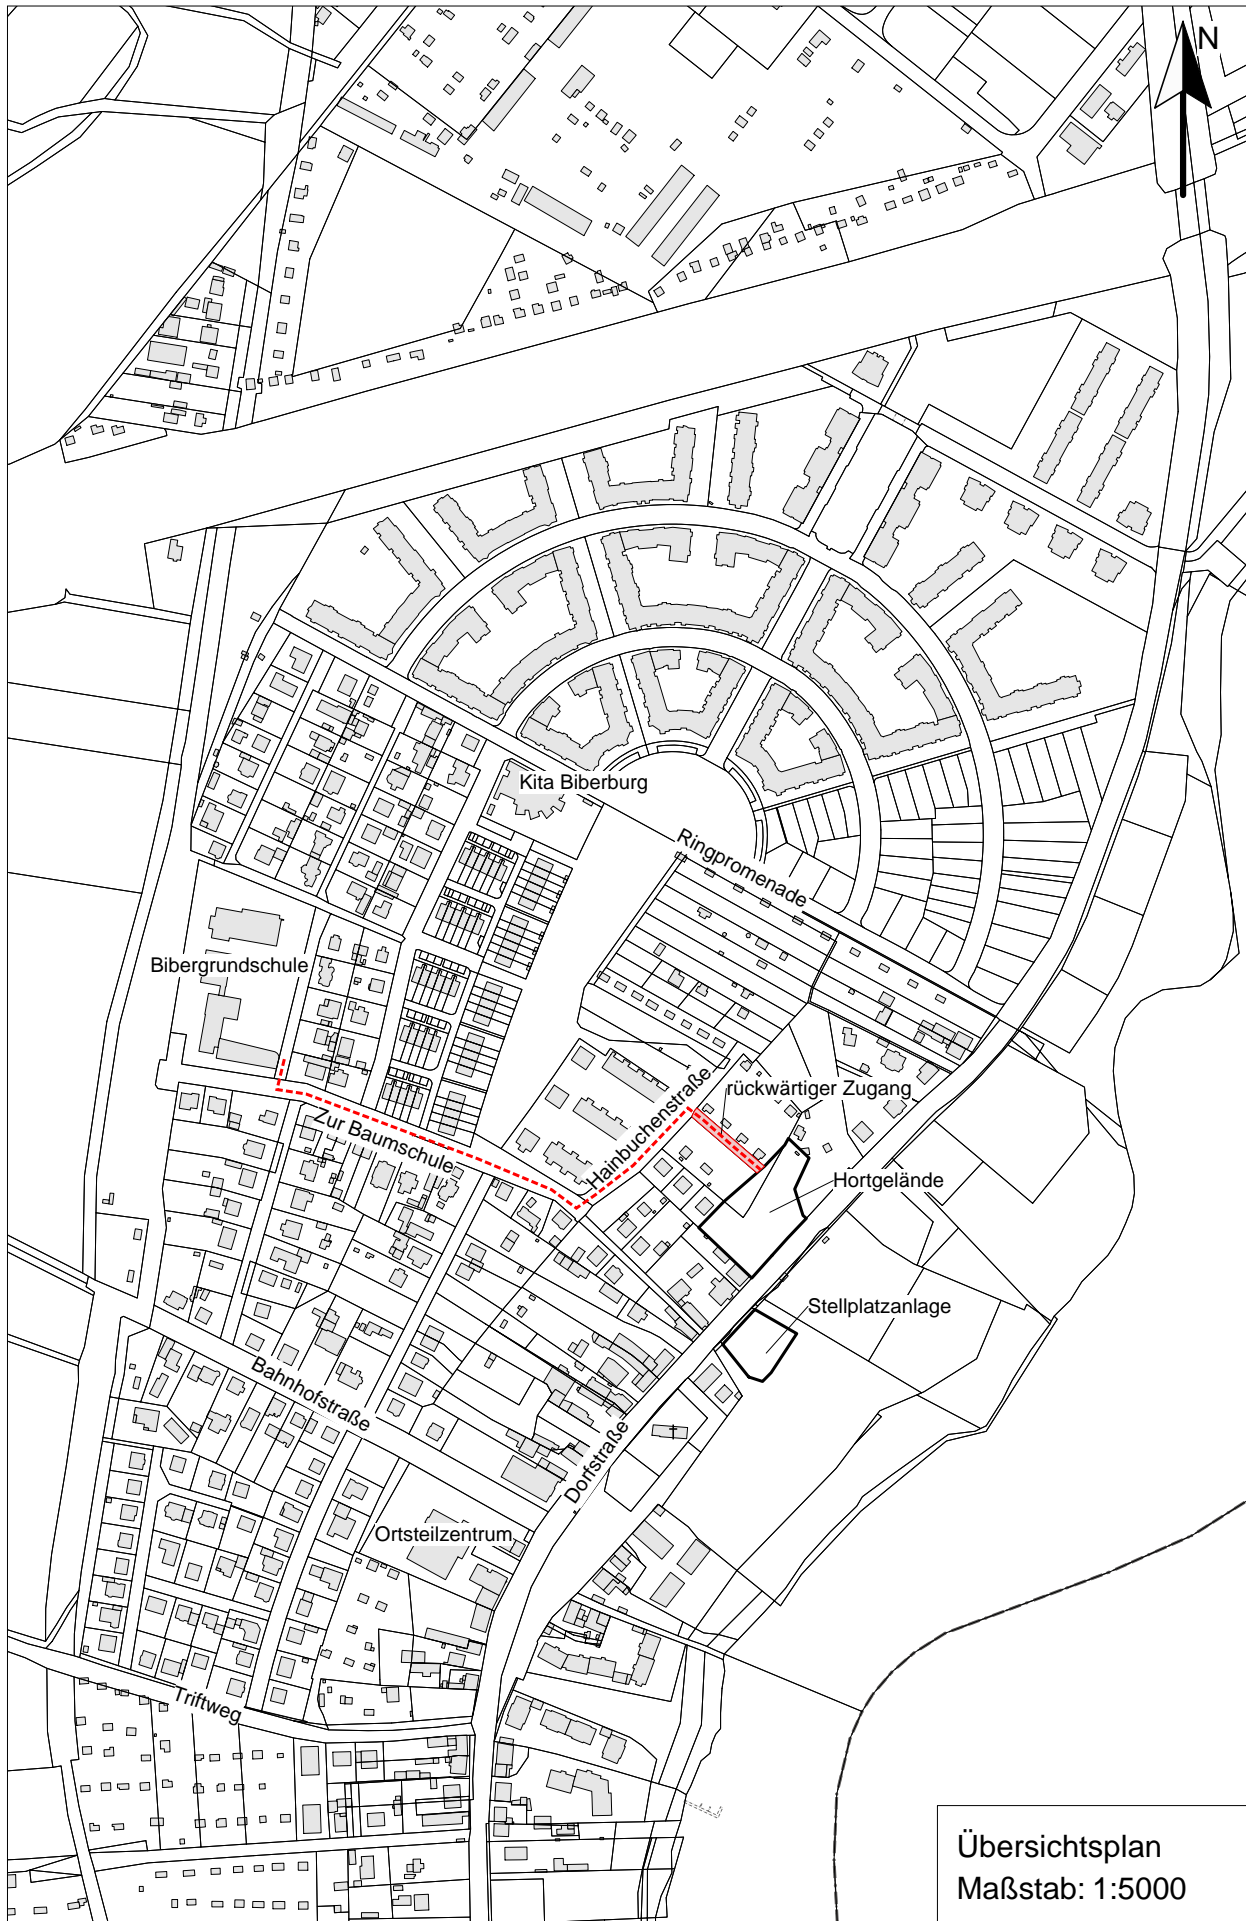 N
Kita Biberburg
Ringpromenade
Bibergrundschule
rückwärtiger Zugang
Hainbuchenstraße
Zur Baumschule
Hortgelände
Stellplatzanlage
Bahnhofstraße
Dorfstraße
Ortsteilzentrum
Triftweg
Übersichtsplan
Maßstab: 1:5000